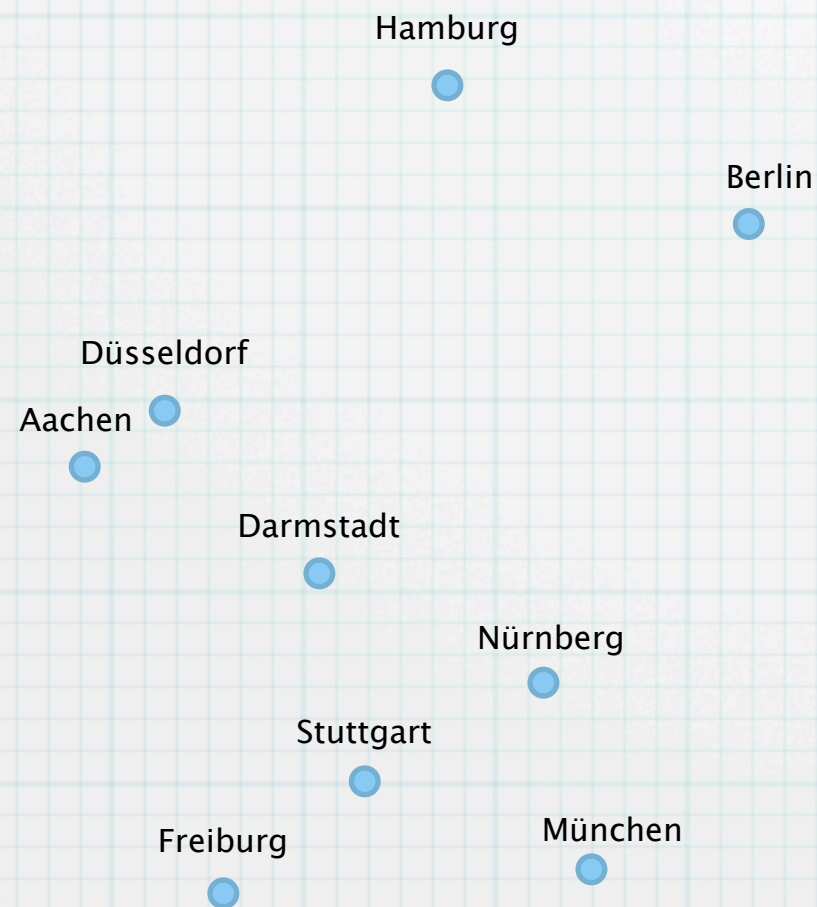 Hamburg
Berlin
Düsseldorf
Aachen
Darmstadt
Nürnberg
Stuttgart
München
Freiburg